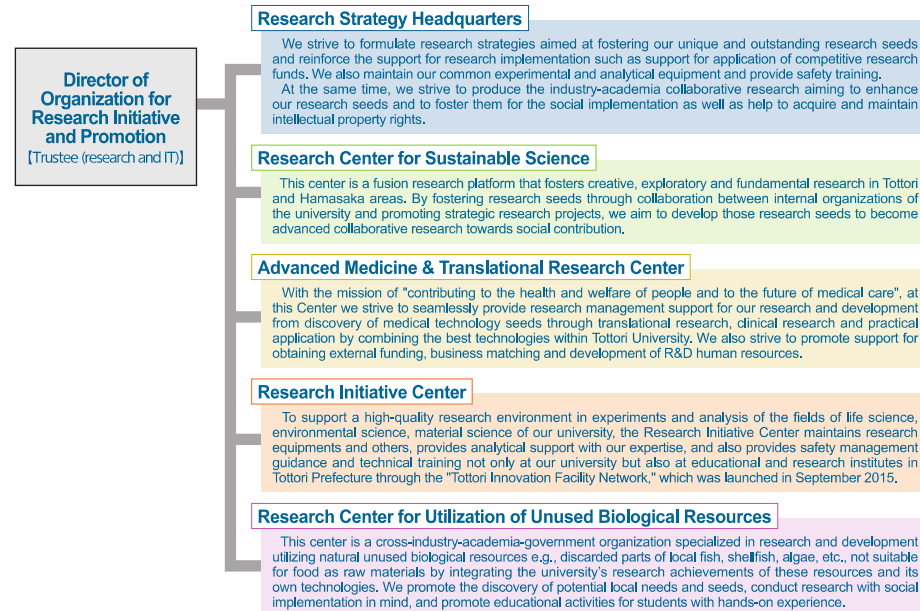 Director of
Organization for
Research Initiative
and Promotion
【Trustee (research and IT)】
Research Strategy Headquarters
We strive to formulate research strategies aimed at fostering our unique and outstanding research seeds
and reinforce the support for research implementation such as support for application of competitive research
funds. We also maintain our common experimental and analytical equipment and provide safety training.
At the same time, we strive to produce the industry-academia collaborative research aiming to enhance
our research seeds and to foster them for the social implementation as well as help to acquire and maintain
intellectual property rights.
Research Center for Sustainable Science
This center is a fusion research platform that fosters creative, exploratory and fundamental research in Tottori
and Hamasaka areas. By fostering research seeds through collaboration between internal organizations of
the university and promoting strategic research projects, we aim to develop those research seeds to become
advanced collaborative research towards social contribution.
Advanced Medicine & Translational Research Center
With the mission of "contributing to the health and welfare of people and to the future of medical care", at
this Center we strive to seamlessly provide research management support for our research and development
from discovery of medical technology seeds through translational research, clinical research and practical
application by combining the best technologies within Tottori University. We also strive to promote support for
obtaining external funding, business matching and development of R&D human resources.
Research Initiative Center
To support a high-quality research environment in experiments and analysis of the fields of life science,
environmental science, material science of our university, the Research Initiative Center maintains research
equipments and others, provides analytical support with our expertise, and also provides safety management
guidance and technical training not only at our university but also at educational and research institutes in
Tottori Prefecture through the "Tottori Innovation Facility Network," which was launched in September 2015.
Research Center for Utilization of Unused Biological Resources
This center is a cross-industry-academia-government organization specialized in research and development
utilizing natural unused biological resources e.g., discarded parts of local fish, shellfish, algae, etc., not suitable
for food as raw materials by integrating the university's research achievements of these resources and its
own technologies. We promote the discovery of potential local needs and seeds, conduct research with social
implementation in mind, and promote educational activities for students with hands-on experience.